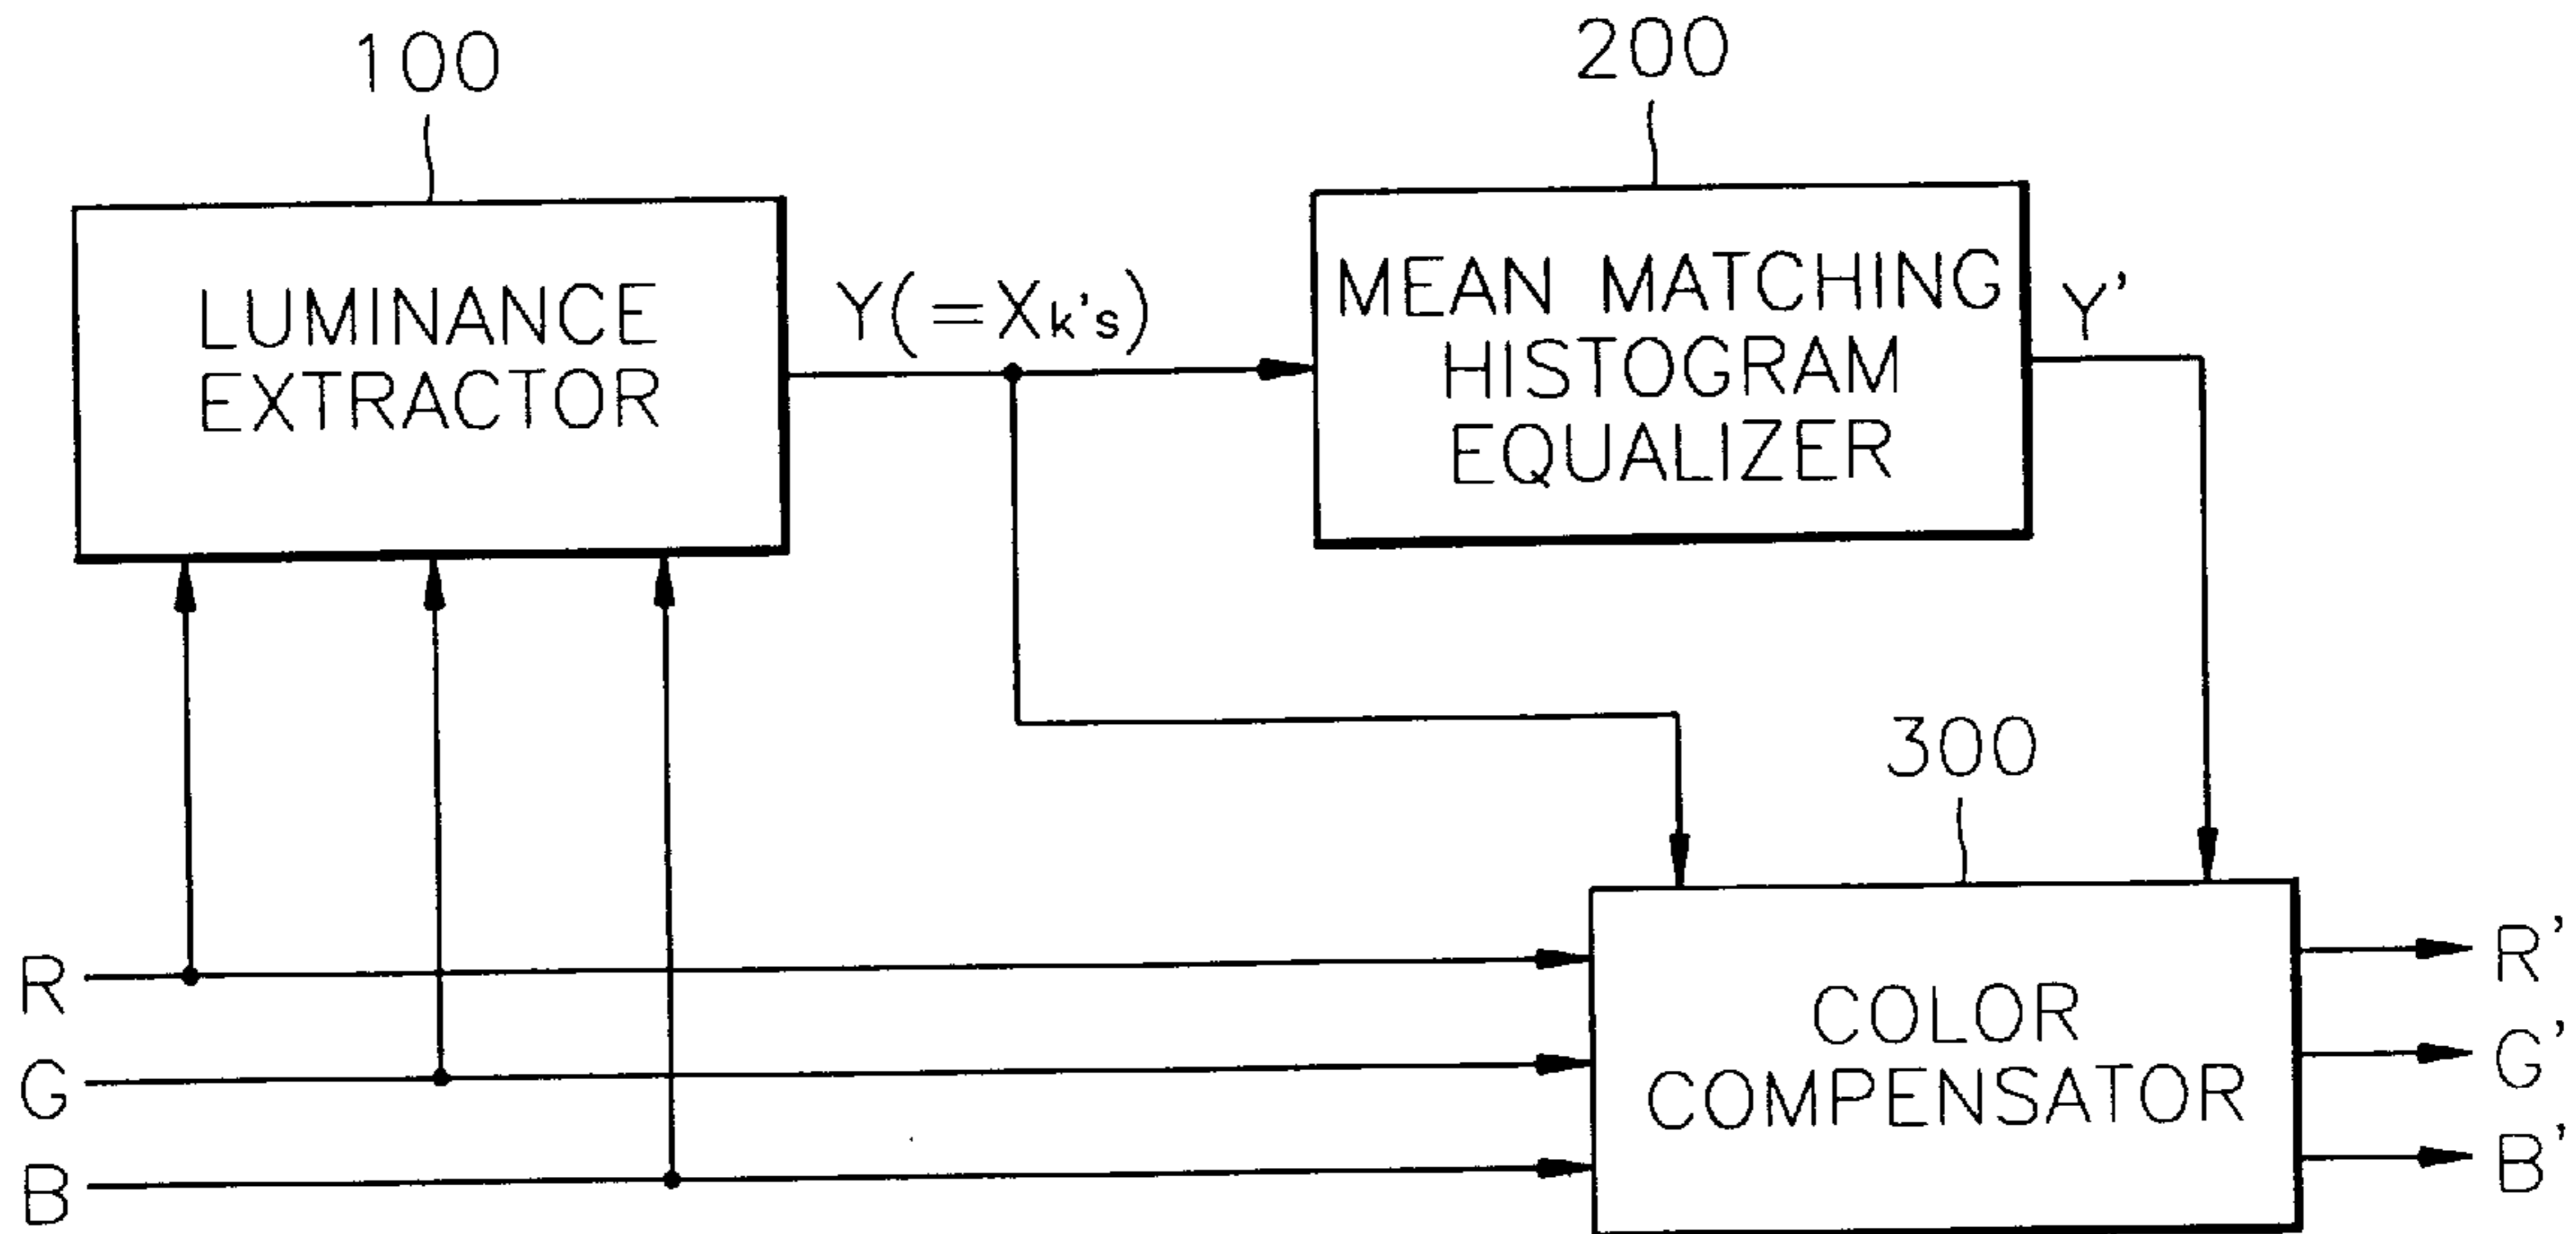 100
200
LUMINANCE
EXTRACTOR
Y(=Xk's)
MEAN MATCHING
HISTOGRAM
EQUALIZER
Y'
300
R
G
B
COLOR
COMPENSATOR
R'
G'
B'